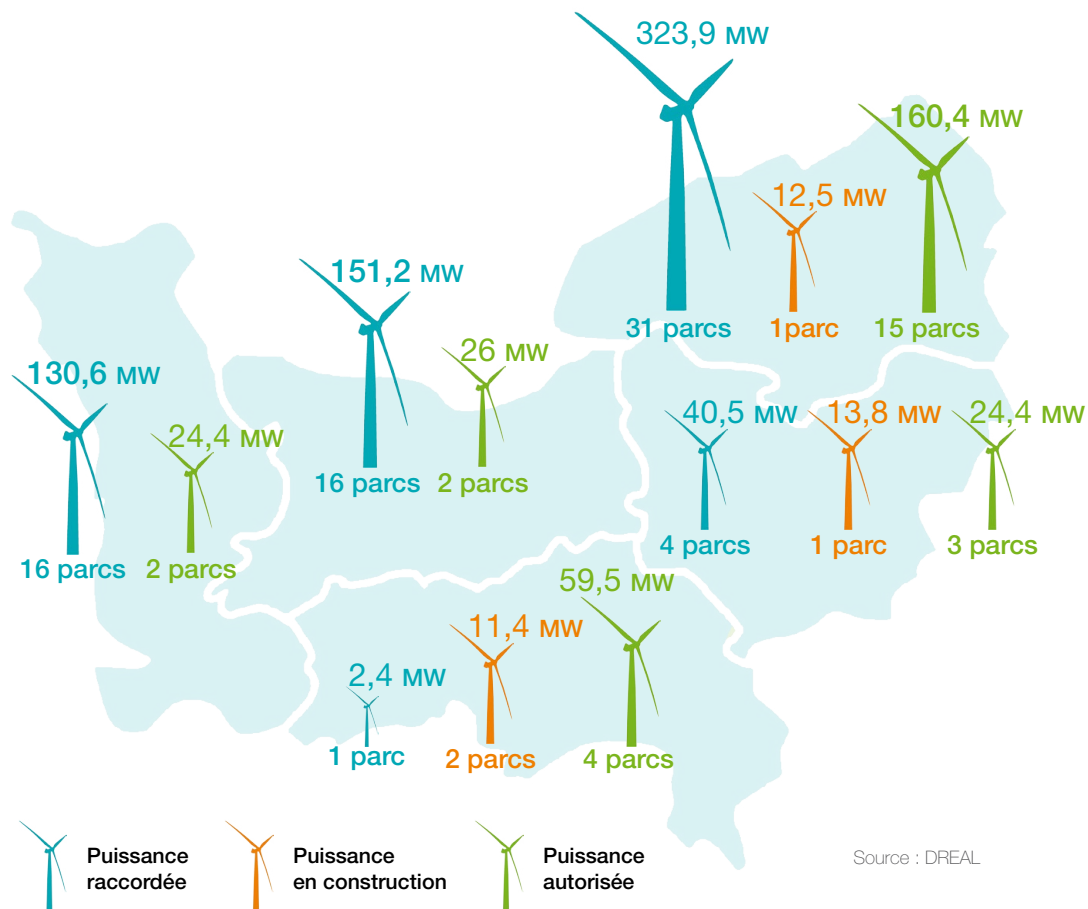 323,9 MW
31 parcs
12,5 MW
1parc
160,4 MW
15 parcs
151,2 MW
16 parcs
26 MW
2 parcs
130,6 MW
16 parcs
24,4 MW
2 parcs
40,5 MW
4 parcs
13,8 MW
1 parc
24,4 MW
3 parcs
2,4 MW
1 parc
11,4 MW
2 parcs
59,5 MW
4 parcs
Puissance
raccordée
Puissance
en construction
Puissance
autorisée
Source : DREAL